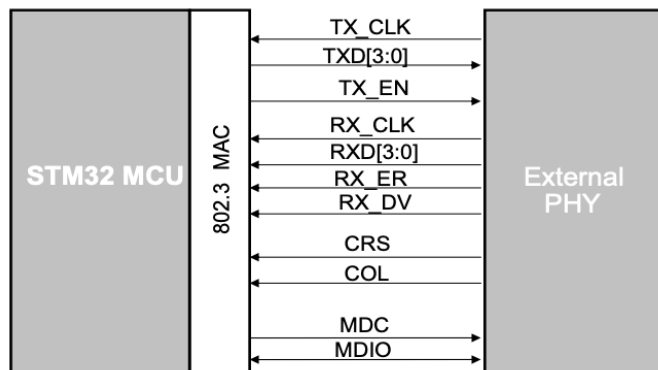 STM32 MCU
802.3 MAC
TX_CLK
TXD[3:0]
TX_EN
RX_CLK
RXD[3:0]
RX_ER
RX_DV
CRS
COL
MDC
MDIO
External
PHY